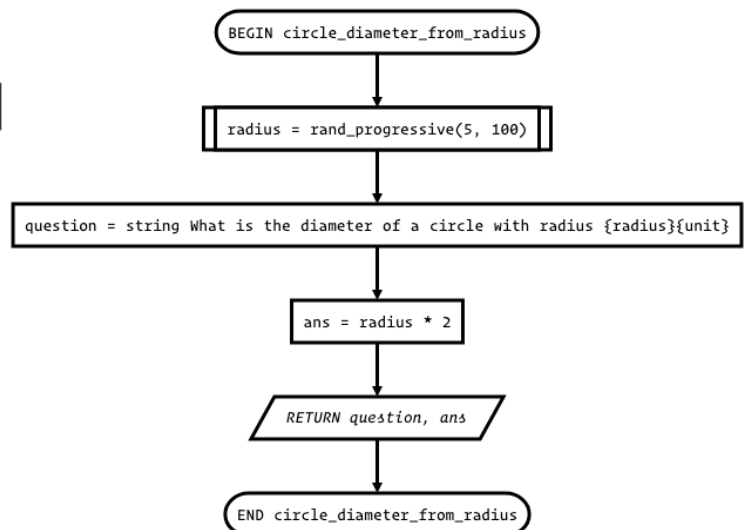 BEGIN circle_diameter_from_radius
radius = rand_progressive(5, 100)
question = string What is the diameter of a circle with radius {radius}{unit}
ans = radius * 2
RETURN question, ans
END circle_diameter_from_radius